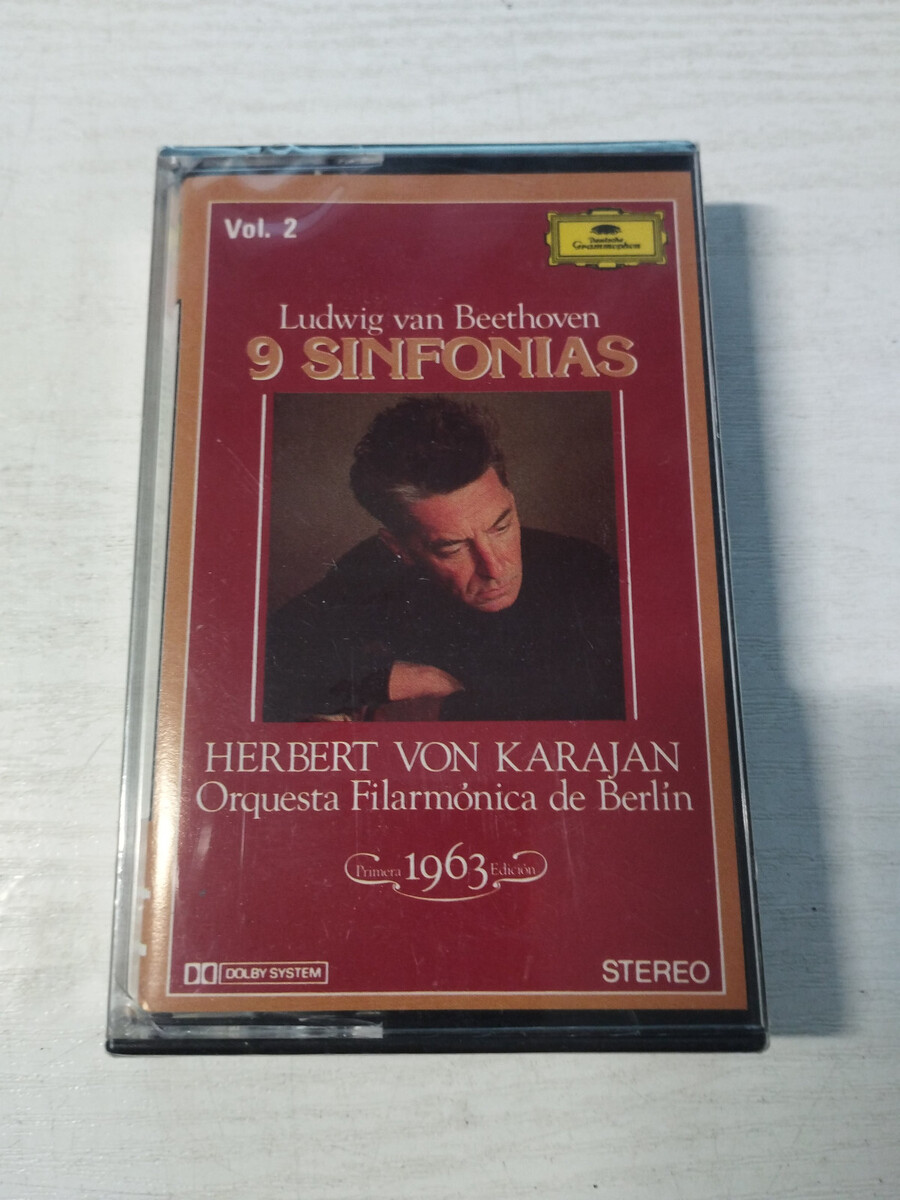 Vol. 2
Deutsche
Grammophon
Ludwig van Beethoven
9 SINFONIAS
HERBERT VON KARAJAN
Orquesta Filarmónica de Berlín
Primera 1963 Edición
DOLBY SYSTEM
STEREO